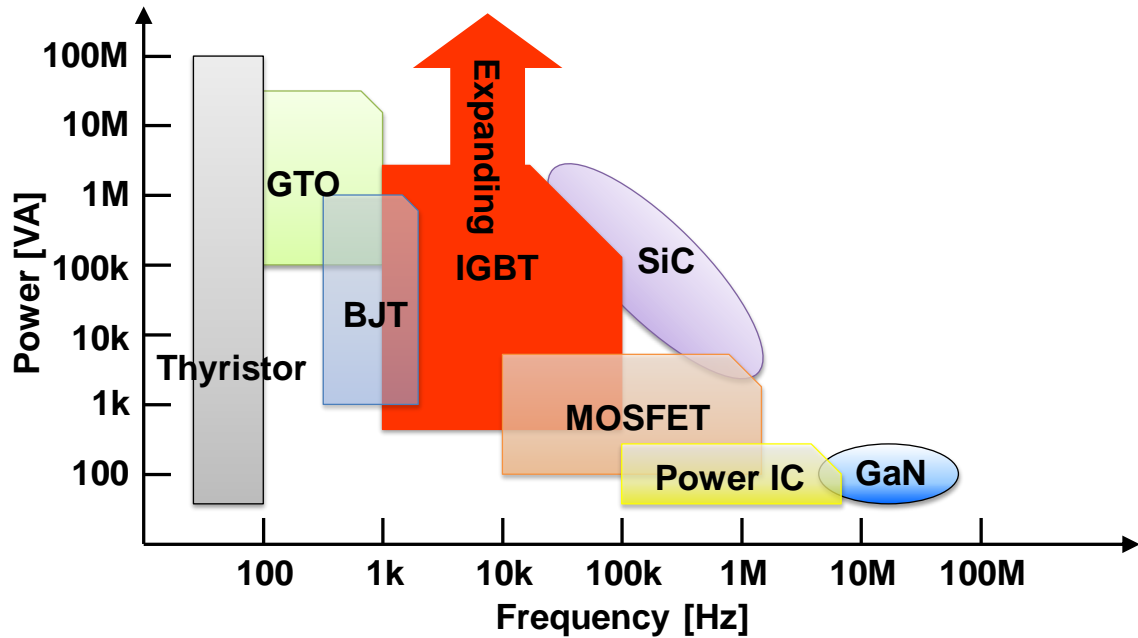 Power [VA]
100M
10M
1M
100k
10k
1k
100
Expanding
GTO
IGBT
SiC
BJT
Thyristor
MOSFET
Power IC
GaN
100 1k 10k 100k 1M 10M 100M
Frequency [Hz]